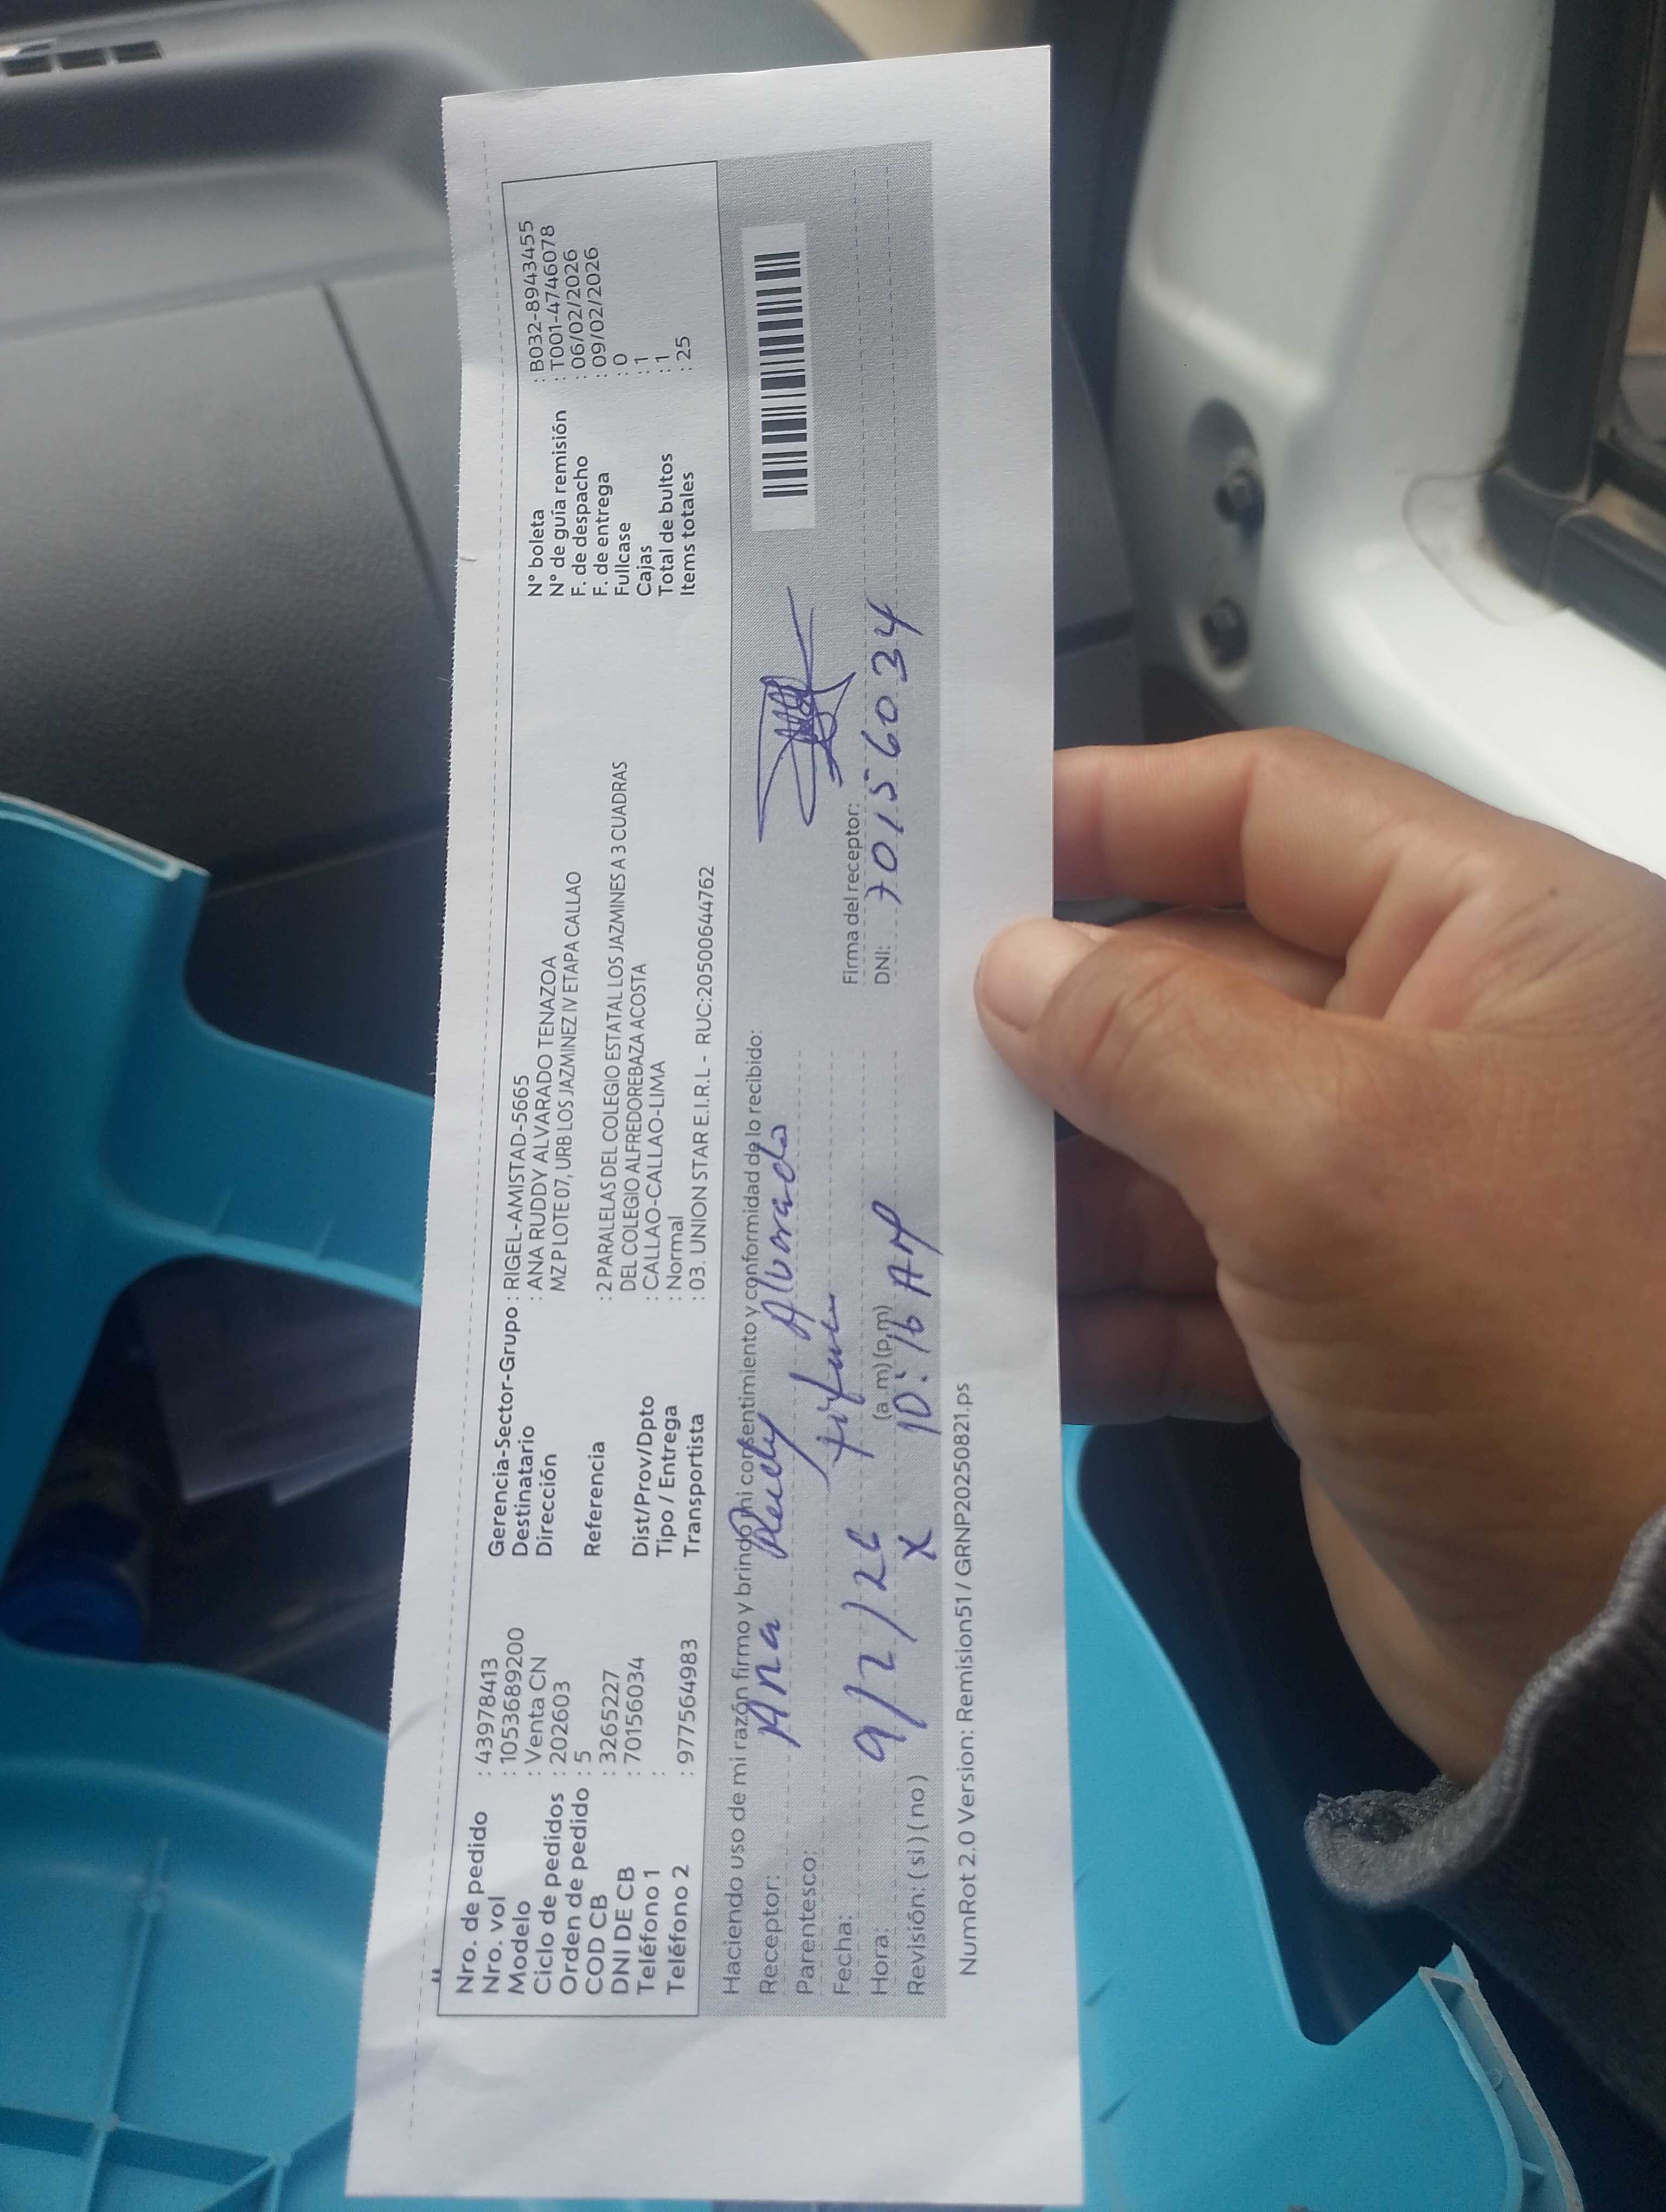 Nro. de pedido : 43978413
Nro. vol : 1053689200
Modelo : Venta CN
Ciclo de pedidos : 202603
Orden de pedido : 5
COD CB : 3265227
DNI DE CB : 70156034
Teléfono 1 :
Teléfono 2 : 977564983
Gerencia-Sector-Grupo : RIGEL-AMISTAD-5665
Destinatario : ANA RUDDY ALVARADO TENAZOA
Dirección MZ P LOTE 07, URB LOS JAZMINEZ IV ETAPA CALLAO
Referencia : 2 PARALELAS DEL COLEGIO ESTATAL LOS JAZMINES A 3 CUADRAS
DEL COLEGIO ALFREDOREBAZA ACOSTA
Dist/Prov/Dpto : CALLAO-CALLAO-LIMA
Tipo / Entrega : Normal
Transportista : 03. UNION STAR E.I.R.L - RUC:20500644762
N° boleta : B032-8943455
N° de guía remisión : T001-4746078
F. de despacho : 06/02/2026
F. de entrega : 09/02/2026
Fullcase : 0
Cajas : 1
Total de bultos : 1
Items totales : 25
Haciendo uso de mi razón firmo y brindo mi consentimiento y conformidad de lo recibido:
Receptor: Ana Ruddy Alvarado
Parentesco:
Fecha: 9/2/26
Hora: (a.m) (p.m) 10:16 AM
Revisión: (si) (no) X
Firma del receptor:
DNI: 70156034
NumRot 2.0 Version: Remision51 / GRNP20250821.ps